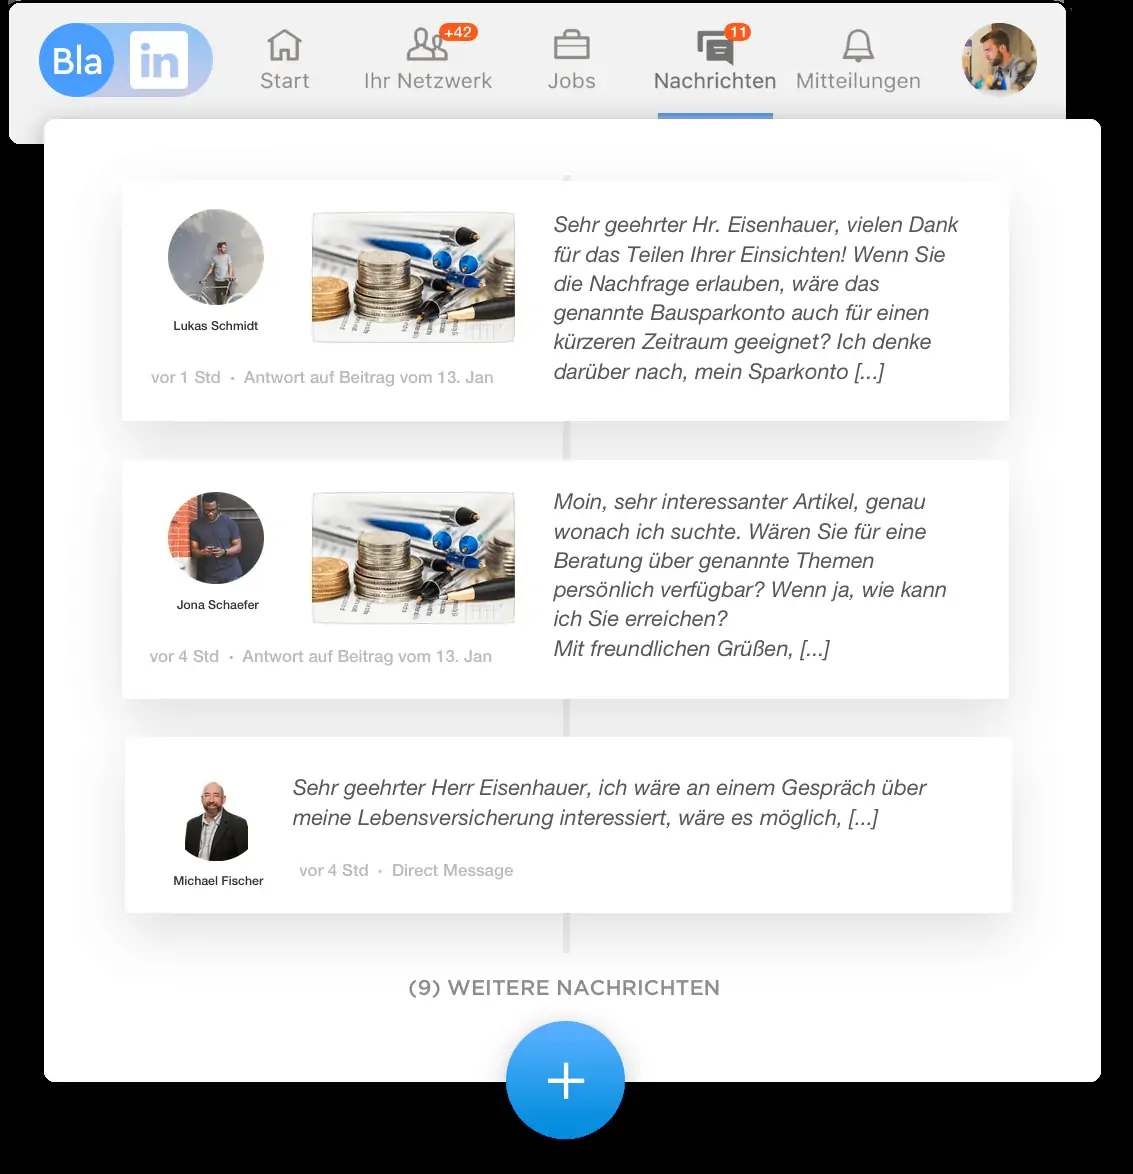 Bla in
+42
11
Start
Ihr Netzwerk
Jobs
Nachrichten
Mitteilungen
Lukas Schmidt
vor 1 Std • Antwort auf Beitrag vom 13. Jan
Sehr geehrter Hr. Eisenhauer, vielen Dank
für das Teilen Ihrer Einsichten! Wenn Sie
die Nachfrage erlauben, wäre das
genannte Bausparkonto auch für einen
kürzeren Zeitraum geeignet? Ich denke
darüber nach, mein Sparkonto [...]
Jona Schaefer
vor 4 Std • Antwort auf Beitrag vom 13. Jan
Moin, sehr interessanter Artikel, genau
wonach ich suchte. Wären Sie für eine
Beratung über genannte Themen
persönlich verfügbar? Wenn ja, wie kann
ich Sie erreichen?
Mit freundlichen Grüßen, [...]
Michael Fischer
Sehr geehrter Herr Eisenhauer, ich wäre an einem Gespräch über
meine Lebensversicherung interessiert, wäre es möglich, [...]
vor 4 Std • Direct Message
(9) WEITERE NACHRICHTEN
+